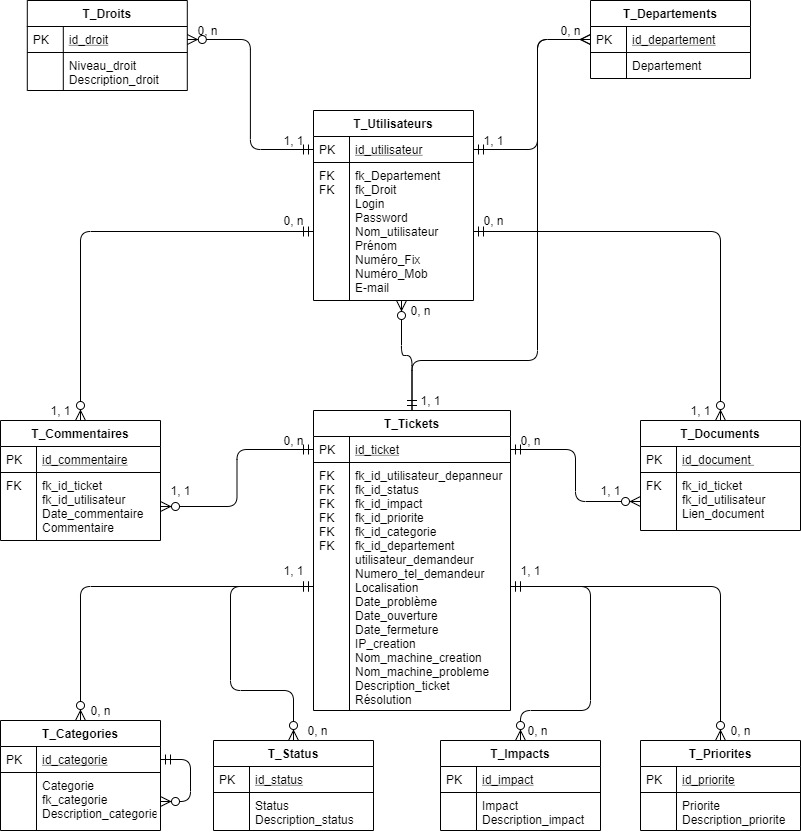 T_Droits
PK id_droit
Niveau_droit
Description_droit
0, n
0, n
T_Departements
PK id_departement
Departement
T_Utilisateurs
1, 1
PK id_utilisateur
1, 1
FK fk_Departement
FK fk_Droit
Login
Password
Nom_utilisateur
Prénom
Numéro_Fix
Numéro_Mob
E-mail
0, n
0, n
0, n
1, 1
1, 1
1, 1
T_Commentaires
PK id_commentaire
FK fk_id_ticket
fk_id_utilisateur
Date_commentaire
Commentaire
0, n
1, 1
T_Tickets
PK id_ticket
FK fk_id_utilisateur_depanneur
FK fk_id_status
FK fk_id_impact
FK fk_id_priorite
FK fk_id_categorie
FK fk_id_departement
utilisateur_demandeur
Numero_tel_demandeur
Localisation
Date_problème
Date_ouverture
Date_fermeture
IP_creation
Nom_machine_creation
Nom_machine_probleme
Description_ticket
Résolution
0, n
1, 1
T_Documents
PK id_document
FK fk_id_ticket
fk_id_utilisateur
Lien_document
1, 1
1, 1
0, n
T_Categories
PK id_categorie
Categorie
fk_categorie
Description_categorie
0, n
T_Status
PK id_status
Status
Description_status
0, n
T_Impacts
PK id_impact
Impact
Description_impact
0, n
T_Priorites
PK id_priorite
Priorite
Description_priorite